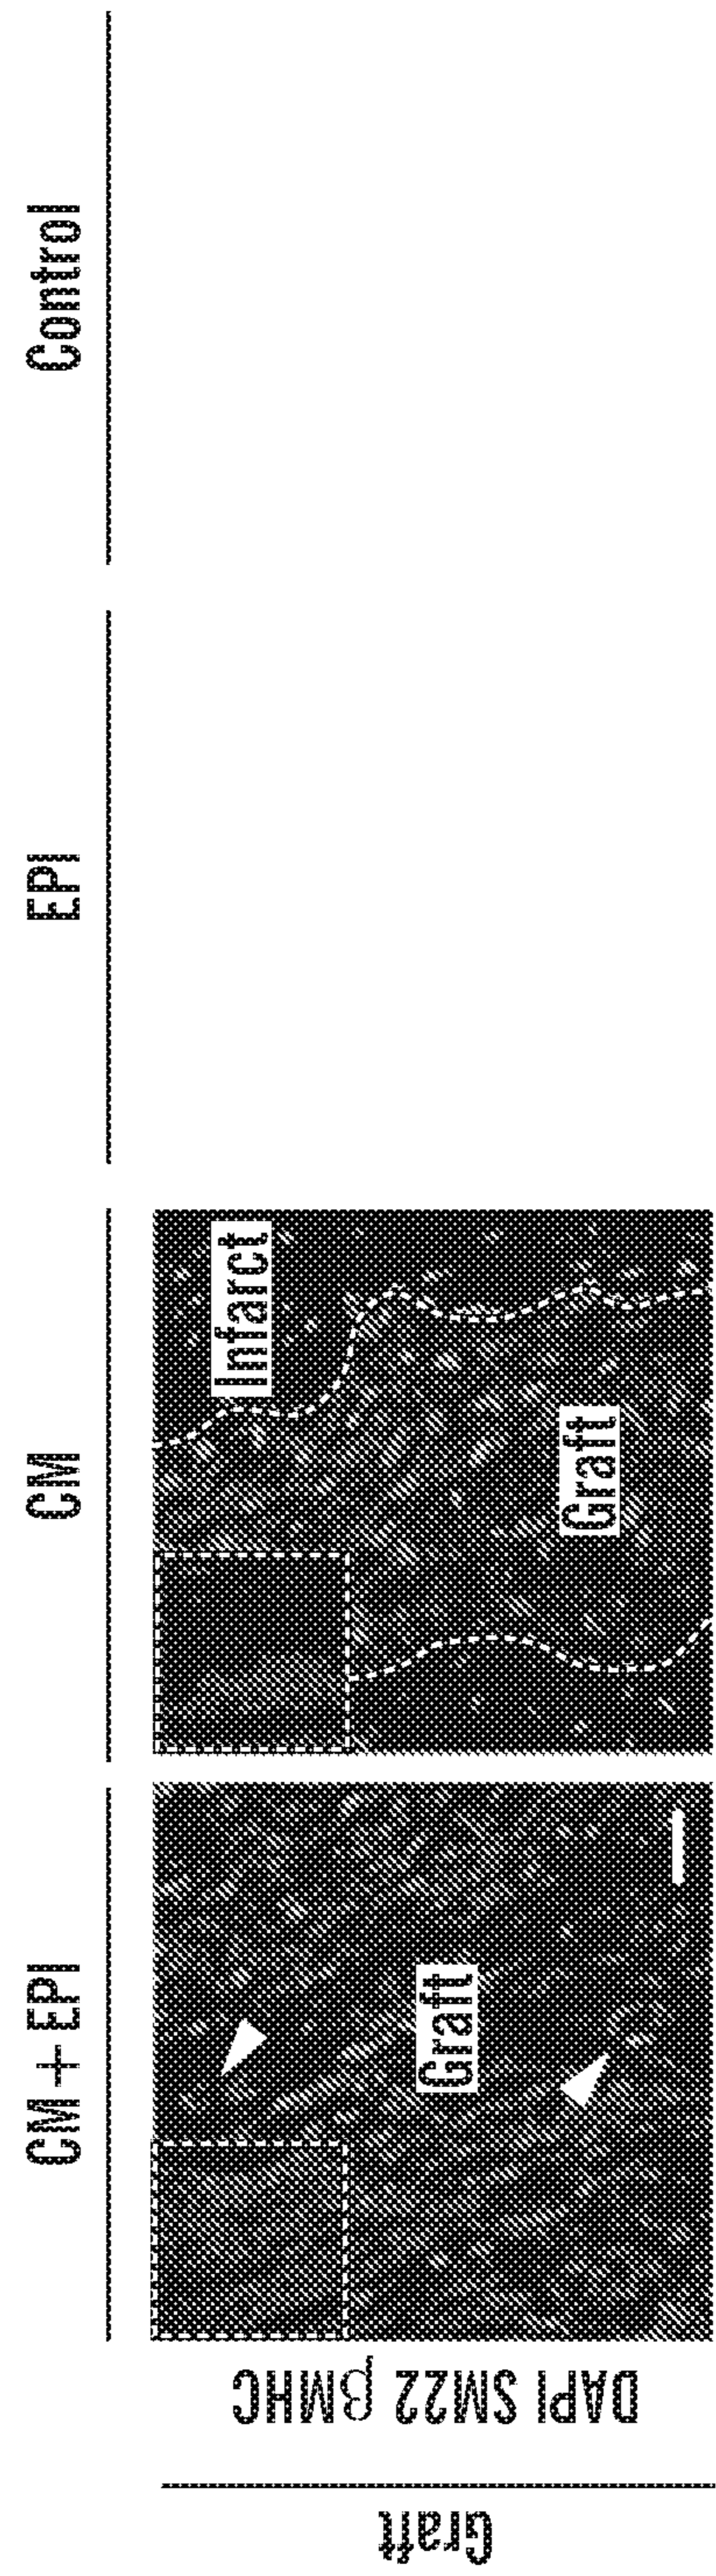 CM + EPI
CM
EPI
Control
Graft
DAPI SM22 βMHC
Graft
Graft
Infarct